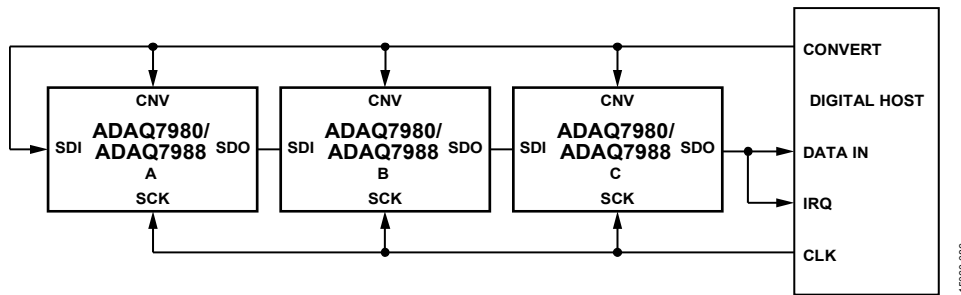 CONVERT
CNV CNV CNV DIGITAL HOST
ADAQ7980/ ADAQ7980/ ADAQ7980/
SDI ADAQ7988 SDO SDI ADAQ7988 SDO SDI ADAQ7988 SDO DATA IN
A B C
SCK SCK SCK IRQ
CLK